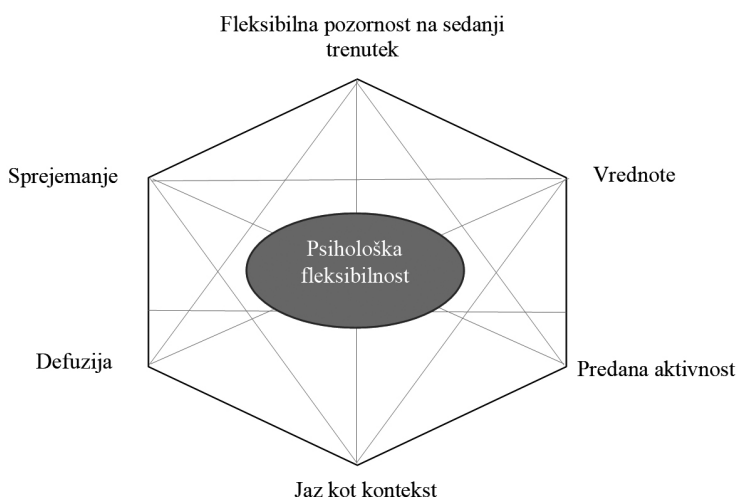 Fleksibilna pozornost na sedanji
trenutek
Sprejemanje
Vrednote
Psihološka
fleksibilnost
Defuzija
Predana aktivnost
Jaz kot kontekst